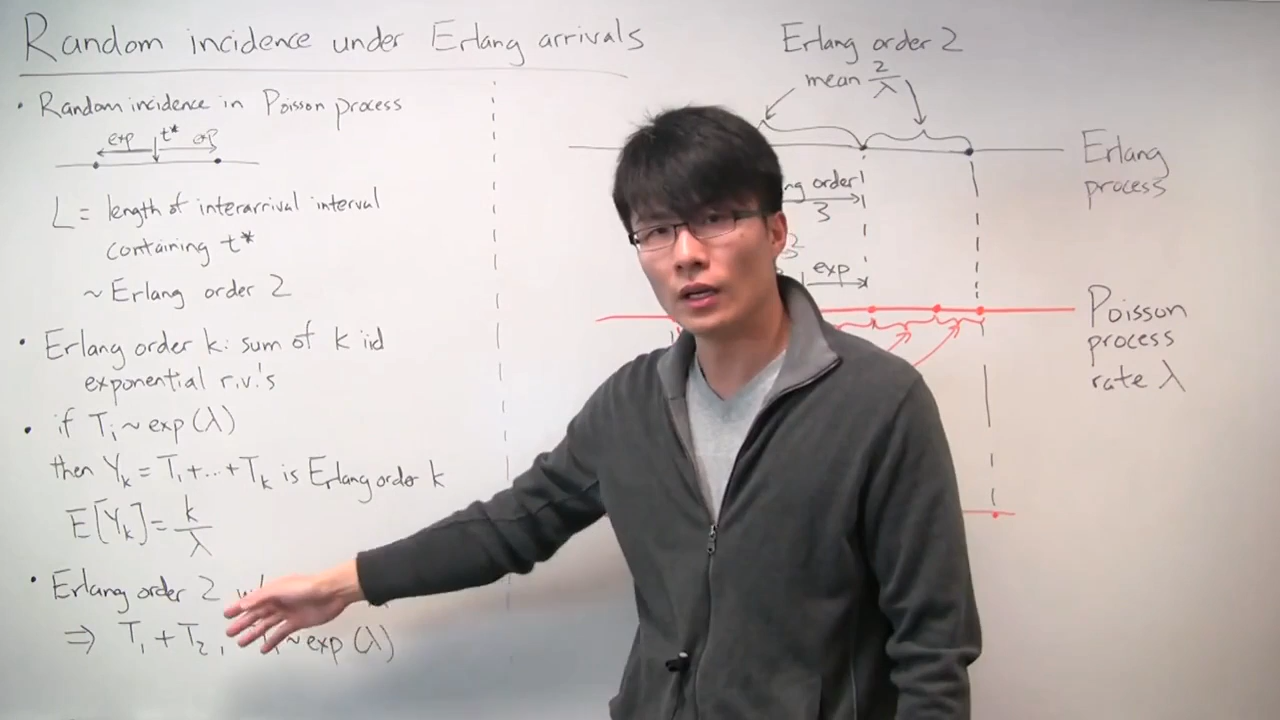 Random incidence under Erlang arrivals
• Random incidence in Poisson process
exp t* exp
L = length of interarrival interval
containing t*
~ Erlang order 2
• Erlang order k: sum of k iid
exponential r.v.'s
• if Tᵢ ~ exp(λ)
then Yₖ = T₁ + ... + Tₖ is Erlang order k
E[Yₖ] = k/λ
• Erlang order 2
⇒ T₁ + T₂, ~ exp(λ)
Erlang order 2
mean 2/λ
Erlang
process
order
3
exp
Poisson
process
rate λ